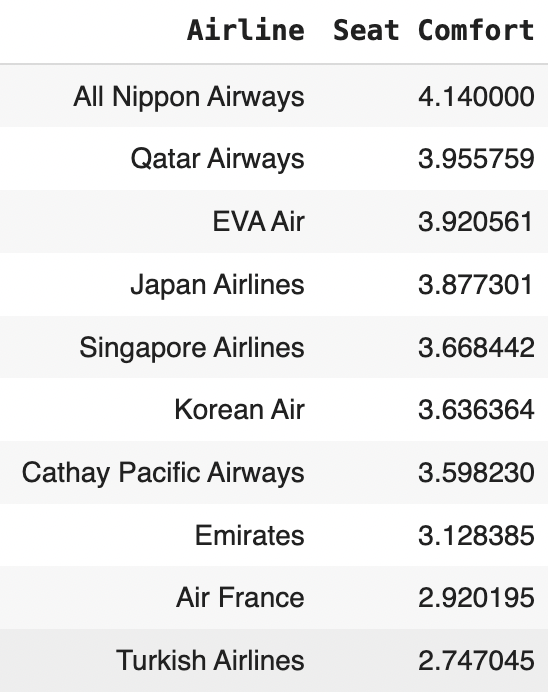 Airline Seat Comfort
All Nippon Airways 4.140000
Qatar Airways 3.955759
EVA Air 3.920561
Japan Airlines 3.877301
Singapore Airlines 3.668442
Korean Air 3.636364
Cathay Pacific Airways 3.598230
Emirates 3.128385
Air France 2.920195
Turkish Airlines 2.747045